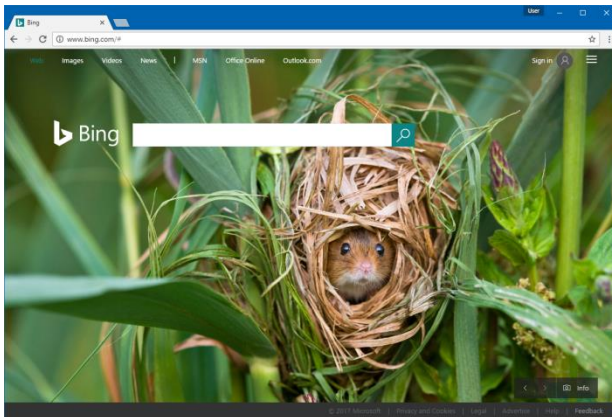 User
Bing
www.bing.com/#
Web Images Videos News | MSN Office Online Outlook.com Sign in
Bing
Info
© 2017 Microsoft | Privacy and Cookies | Legal | Advertise | Help | Feedback